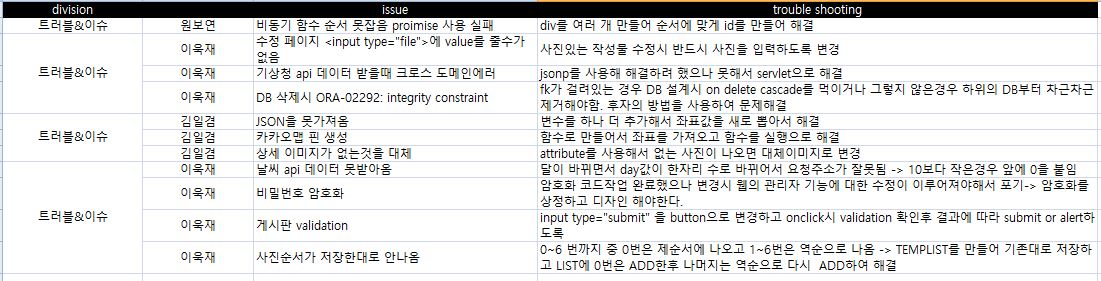 division issue trouble shooting
트러블&이슈 원보연 비동기 함수 순서 못잡음 proimise 사용 실패 div를 여러 개 만들어 순서에 맞게 id를 만들어 해결
트러블&이슈
이욱재 수정 페이지 <input type="file">에 value를 줄수가
없음
사진있는 작성물 수정시 반드시 사진을 입력하도록 변경
이욱재 기상청 api 데이터 받을때 크로스 도메인에러 jsonp를 사용해 해결하려 했으나 못해서 servlet으로 해결
이욱재 DB 삭제시 ORA-02292: integrity constraint
fk가 걸려있는 경우 DB 설계시 on delete cascade를 먹이거나 그렇지 않은경우 하위의 DB부터 차근차근
제거해야함. 후자의 방법을 사용하여 문제해결
트러블&이슈
김일겸 JSON을 못가져옴 변수를 하나 더 추가해서 좌표값을 새로 뽑아서 해결
김일겸 카카오맵 핀 생성 함수로 만들어서 좌표를 가져오고 함수를 실행으로 해결
김일겸 상세 이미지가 없는것을 대체 attribute를 사용해서 없는 사진이 나오면 대체이미지로 변경
트러블&이슈
이욱재 날씨 api 데이터 못받아옴 달이 바뀌면서 day값이 한자리 수로 바뀌어서 요청주소가 잘못됨 -> 10보다 작은경우 앞에 0을 붙임
이욱재 비밀번호 암호화
암호화 코드작업 완료했으나 변경시 웹의 관리자 기능에 대한 수정이 이루어져야해서 포기-> 암호화를
상정하고 디자인 해야한다.
이욱재 게시판 validation
input type="submit" 을 button으로 변경하고 onclick시 validation 확인후 결과에 따라 submit or alert하
도록
이욱재 사진순서가 저장한대로 안나옴
0~6 번까지 중 0번은 제순서에 나오고 1~6번은 역순으로 나옴 -> TEMPLIST를 만들어 기존대로 저장하
고 LIST에 0번은 ADD한후 나머지는 역순으로 다시 ADD하여 해결